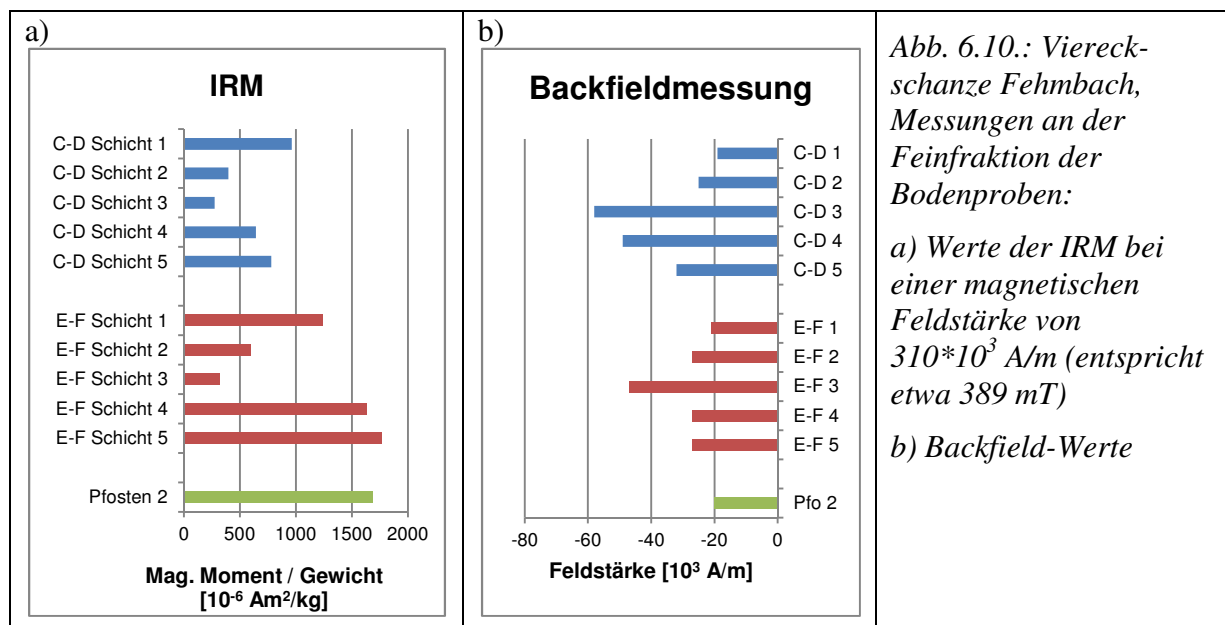 a)
IRM
C-D Schicht 1
C-D Schicht 2
C-D Schicht 3
C-D Schicht 4
C-D Schicht 5
E-F Schicht 1
E-F Schicht 2
E-F Schicht 3
E-F Schicht 4
E-F Schicht 5
Pfosten 2
0 500 1000 1500 2000
Mag. Moment / Gewicht
[10⁻⁶ Am²/kg]
b)
Backfieldmessung
C-D 1
C-D 2
C-D 3
C-D 4
C-D 5
E-F 1
E-F 2
E-F 3
E-F 4
E-F 5
Pfo 2
-80 -60 -40 -20 0
Feldstärke [10³ A/m]
Abb. 6.10.: Viereck-
schanze Fehmbach,
Messungen an der
Feinfraktion der
Bodenproben:
a) Werte der IRM bei
einer magnetischen
Feldstärke von
310*10³ A/m (entspricht
etwa 389 mT)
b) Backfield-Werte